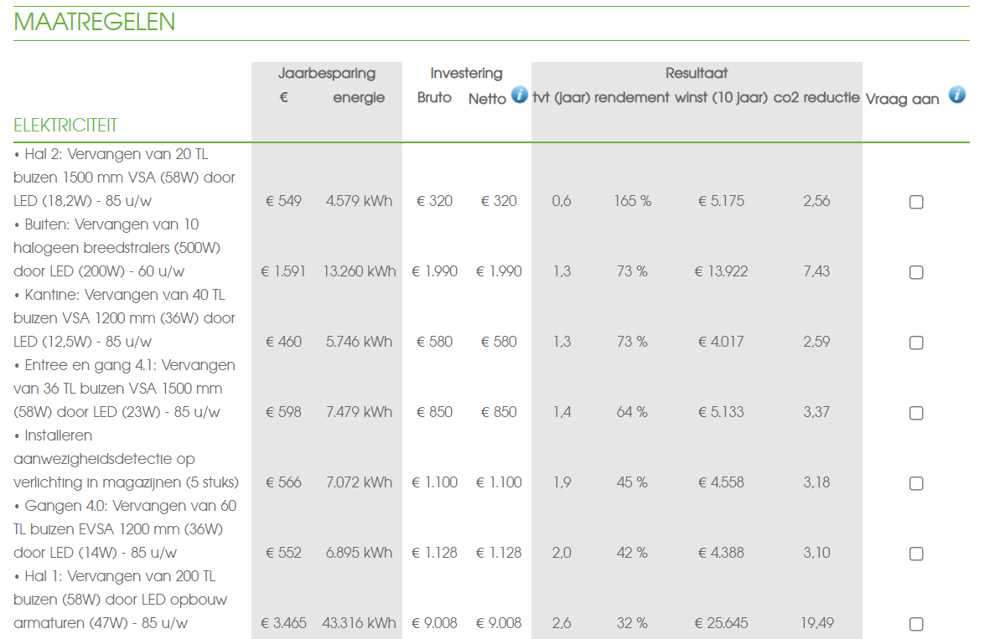 MAATREGELEN
Jaarbesparing Investering Resultaat
€ energie Bruto Netto i tvt (jaar) rendement winst (10 jaar) co2 reductie Vraag aan i
ELEKTRICITEIT
• Hal 2: Vervangen van 20 TL
buizen 1500 mm VSA (58W) door
LED (18,2W) - 85 u/w € 549 4.579 kWh € 320 € 320 0,6 165 % € 5.175 2,56
• Buiten: Vervangen van 10
halogeen breedstralers (500W)
door LED (200W) - 60 u/w € 1.591 13.260 kWh € 1.990 € 1.990 1,3 73 % € 13.922 7,43
• Kantine: Vervangen van 40 TL
buizen VSA 1200 mm (36W) door
LED (12,5W) - 85 u/w € 460 5.746 kWh € 580 € 580 1,3 73 % € 4.017 2,59
• Entree en gang 4.1: Vervangen
van 36 TL buizen VSA 1500 mm
(58W) door LED (23W) - 85 u/w € 598 7.479 kWh € 850 € 850 1,4 64 % € 5.133 3,37
• Installeren
aanwezigheidsdetectie op
verlichting in magazijnen (5 stuks) € 566 7.072 kWh € 1.100 € 1.100 1,9 45 % € 4.558 3,18
• Gangen 4.0: Vervangen van 60
TL buizen EVSA 1200 mm (36W)
door LED (14W) - 85 u/w € 552 6.895 kWh € 1.128 € 1.128 2,0 42 % € 4.388 3,10
• Hal 1: Vervangen van 200 TL
buizen (58W) door LED opbouw
armaturen (47W) - 85 u/w € 3.465 43.316 kWh € 9.008 € 9.008 2,6 32 % € 25.645 19,49